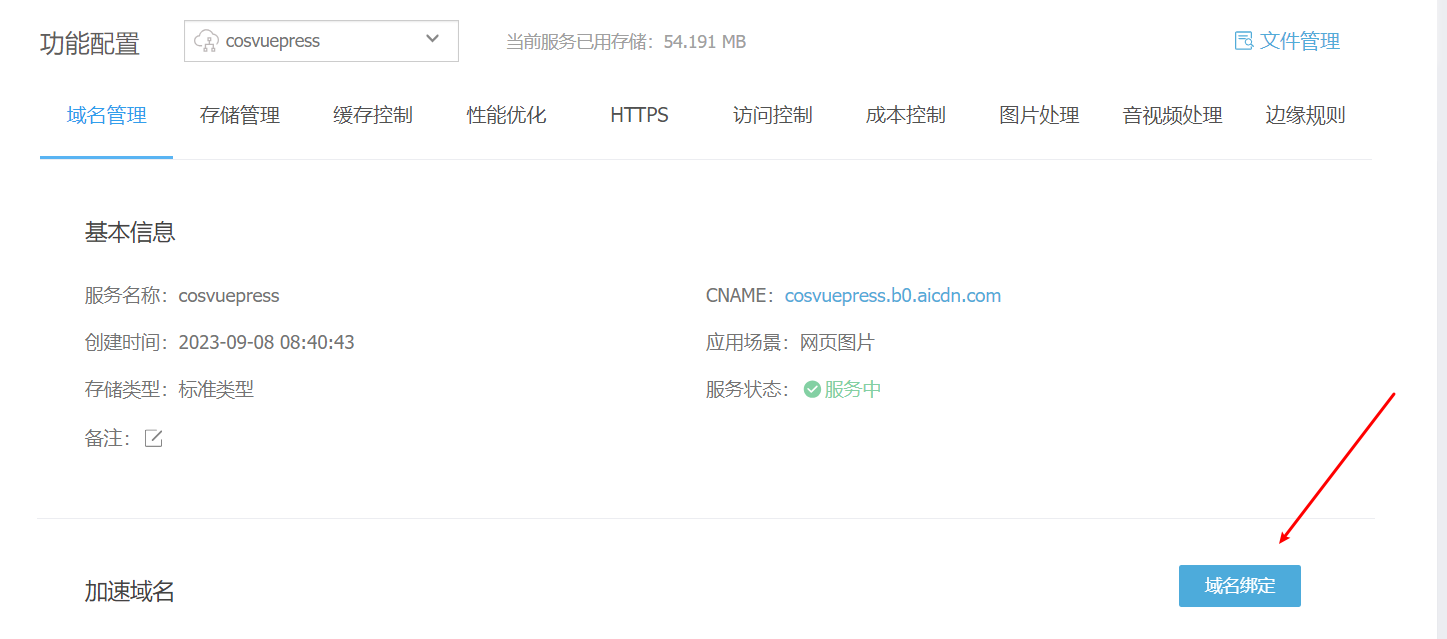 功能配置 cosvuepress 当前服务已用存储：54.191 MB 文件管理
域名管理 存储管理 缓存控制 性能优化 HTTPS 访问控制 成本控制 图片处理 音视频处理 边缘规则
基本信息
服务名称：cosvuepress CNAME：cosvuepress.b0.aicdn.com
创建时间：2023-09-08 08:40:43 应用场景：网页图片
存储类型：标准类型 服务状态：服务中
备注：
加速域名 域名绑定